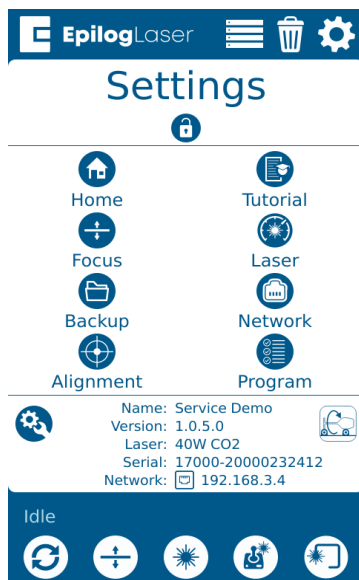 EpilogLaser
Settings
Home Tutorial
Focus Laser
Backup Network
Alignment Program
Name: Service Demo
Version: 1.0.5.0
Laser: 40W CO2
Serial: 17000-20000232412
Network: 192.168.3.4
Idle